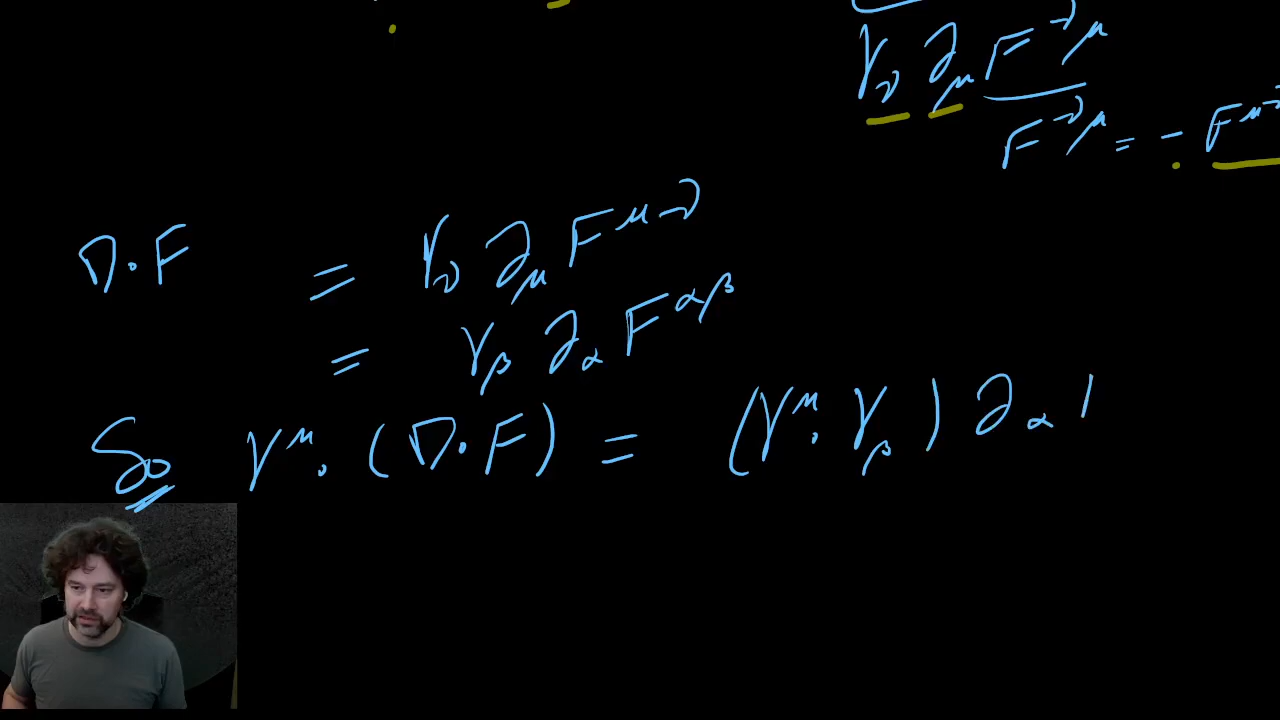 γ_ν ∂_μ F^{νμ}
F^{νμ} = - F^{μν}
∇·F = γ_ν ∂_μ F^{μν}
= γ_β ∂_α F^{αβ}
So γ^μ · (∇·F) = (γ^μ · γ_β) ∂_α